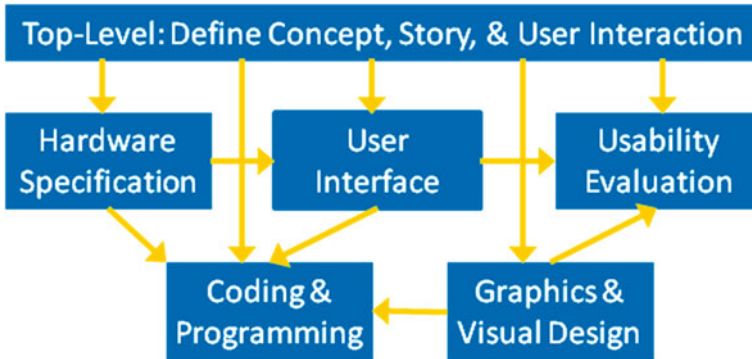 Top-Level: Define Concept, Story, & User Interaction
Hardware
Specification
User
Interface
Usability
Evaluation
Coding &
Programming
Graphics &
Visual Design